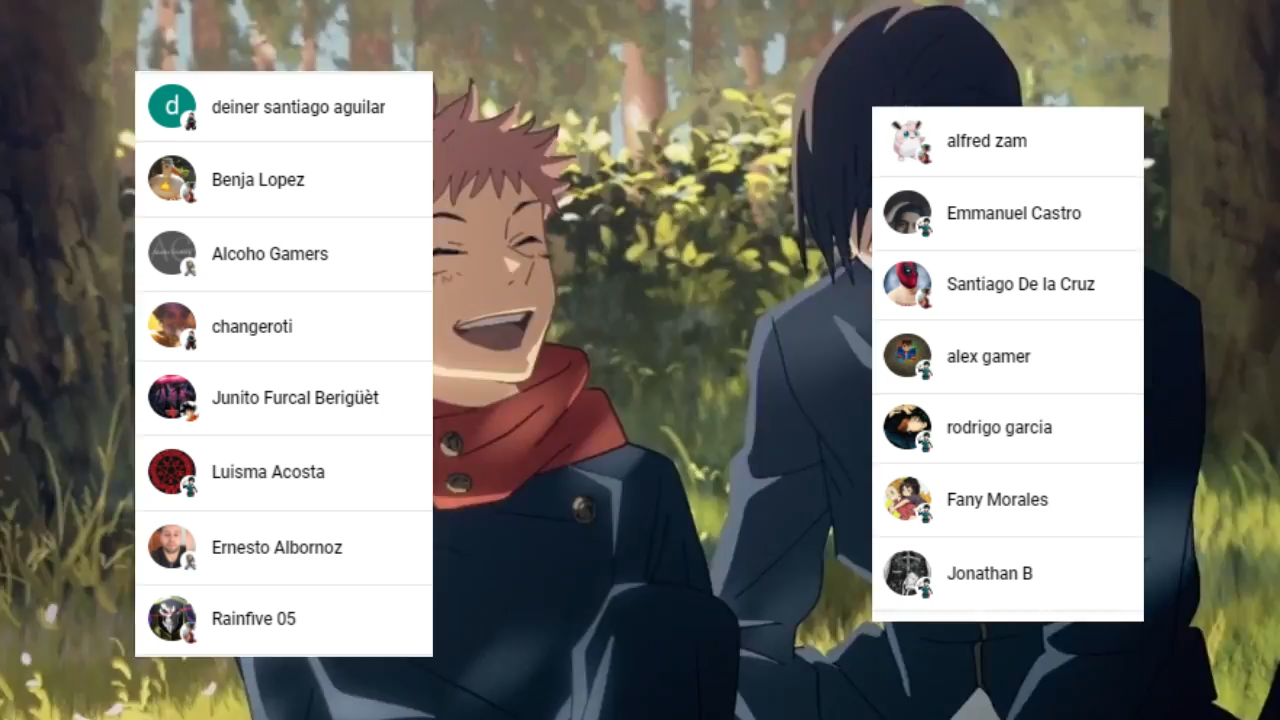 d
deiner santiago aguilar
Benja Lopez
Alcoho Gamers
changeroti
Junito Furcal Berigüèt
Luisma Acosta
Ernesto Albornoz
Rainfive 05
alfred zam
Emmanuel Castro
Santiago De la Cruz
alex gamer
rodrigo garcia
Fany Morales
Jonathan B